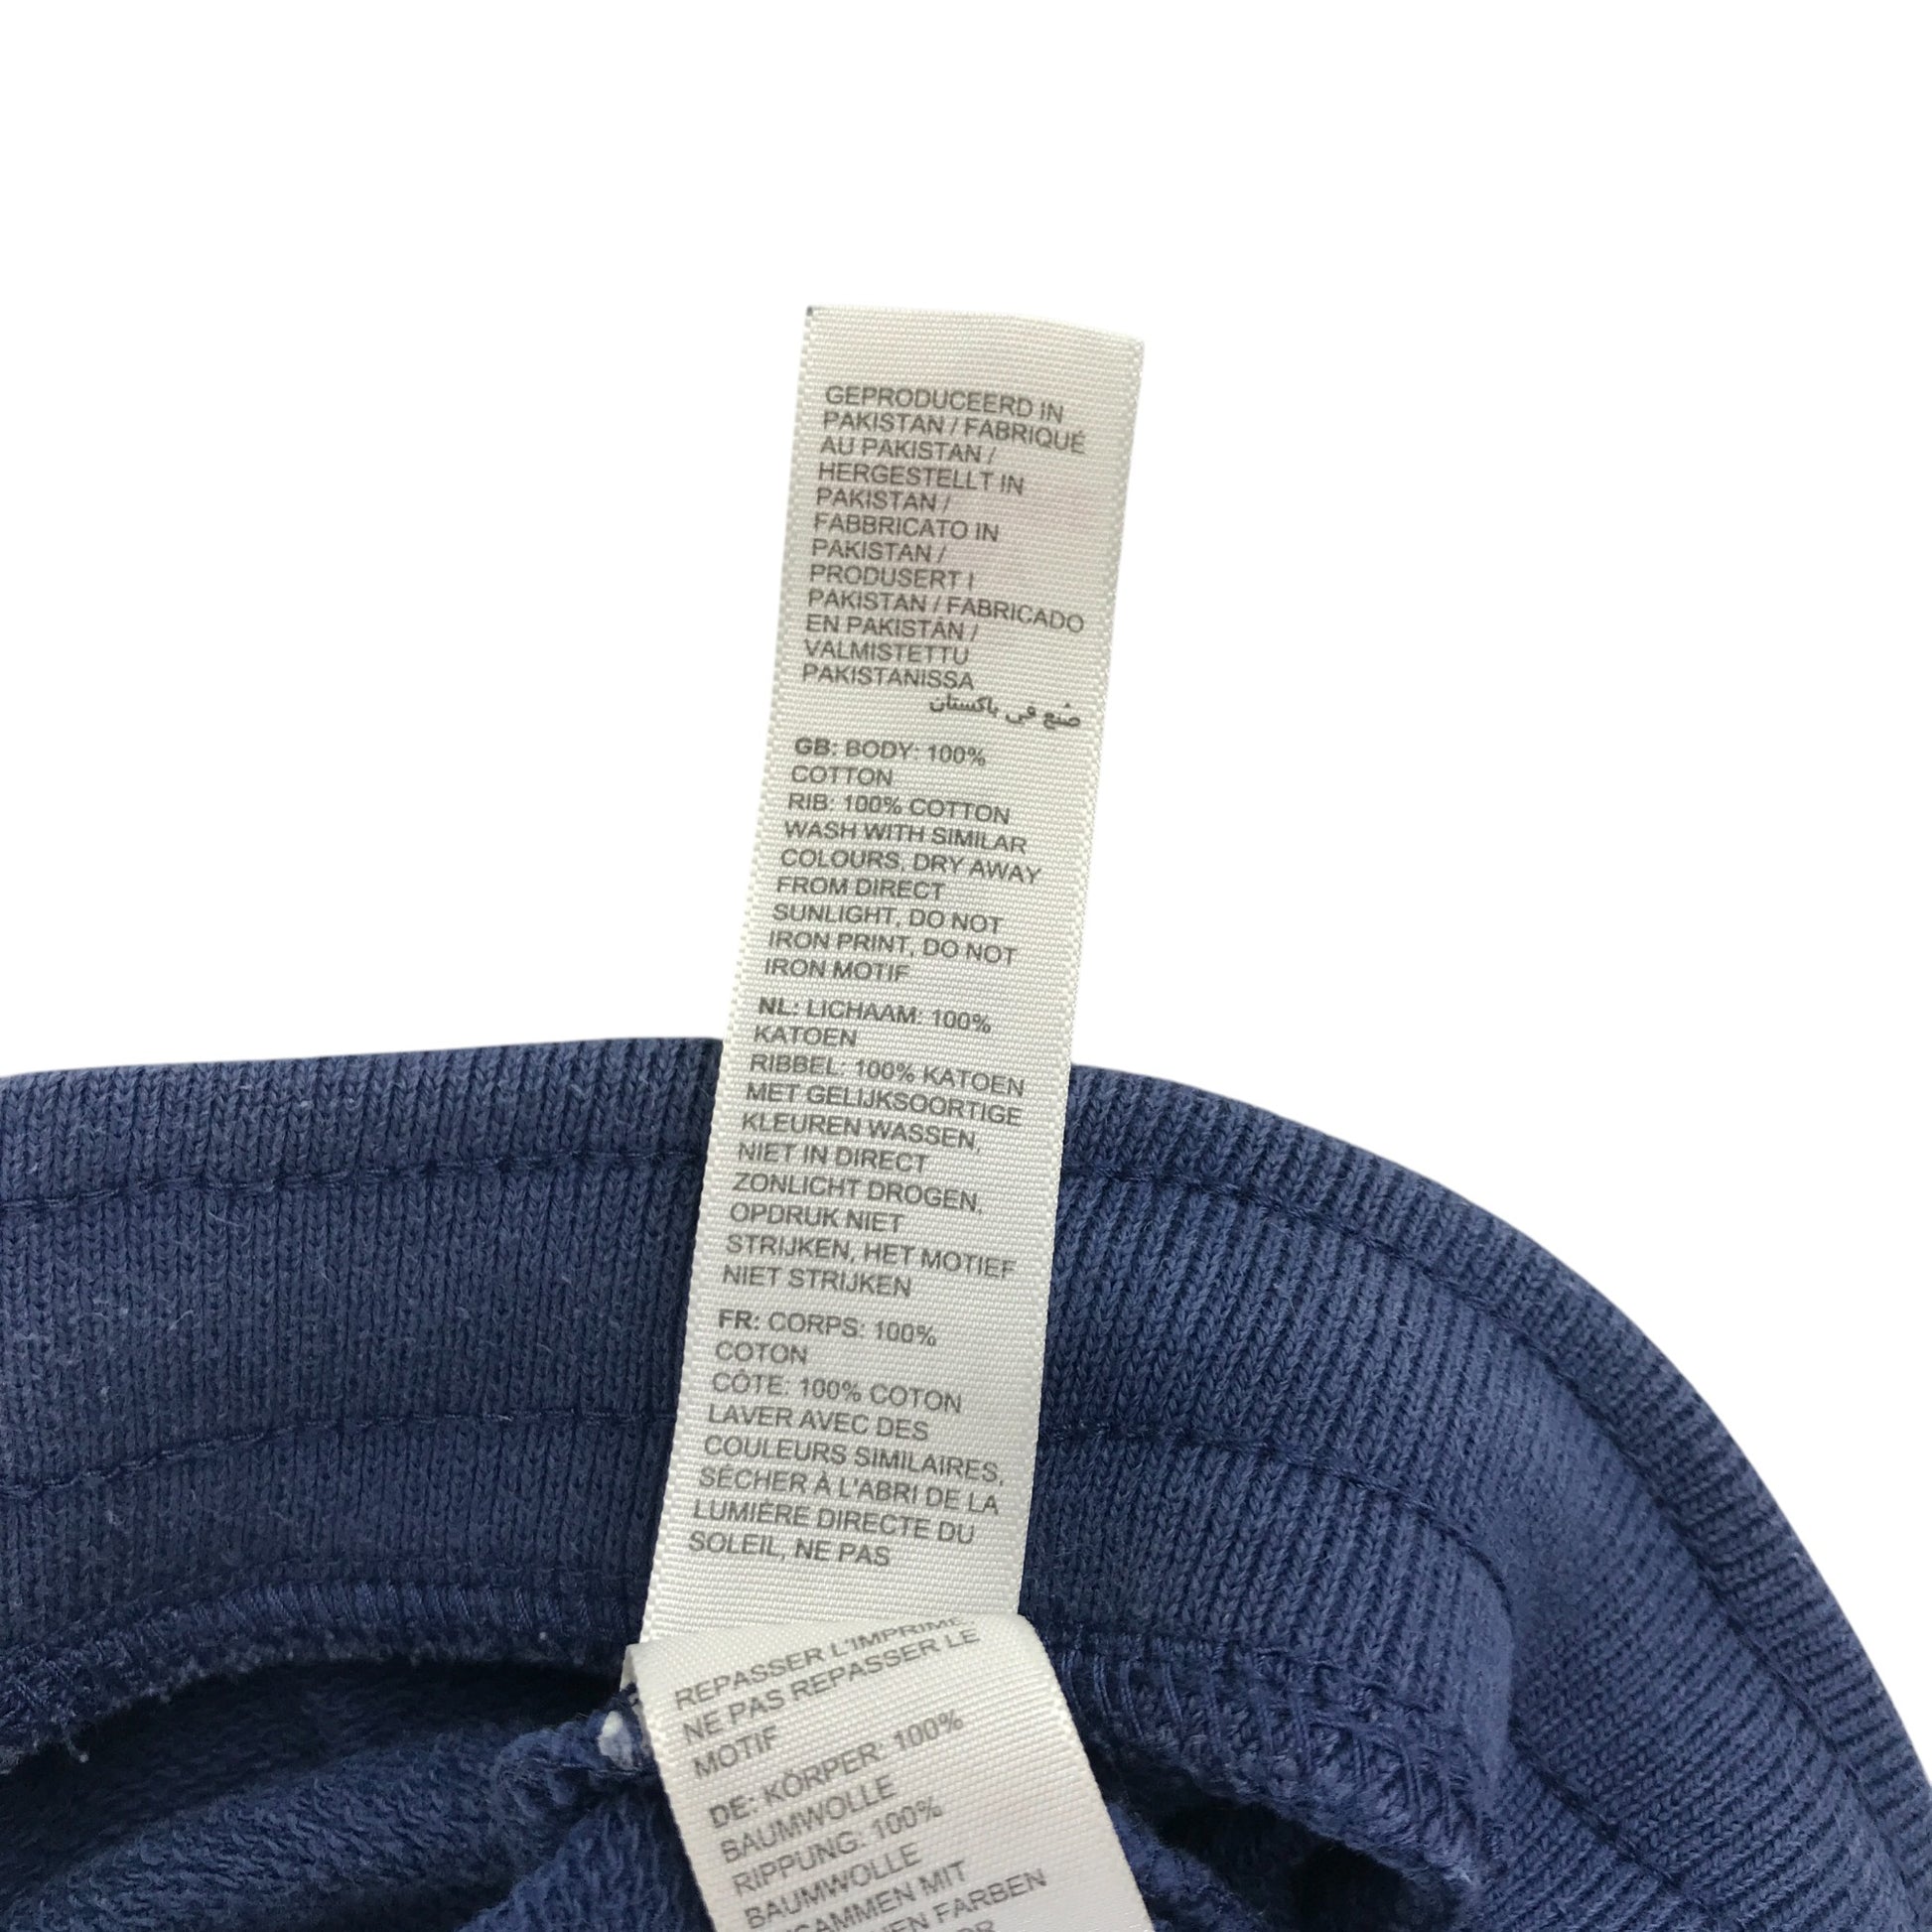 GEPRODUCEERD IN
PAKISTAN / FABRIQUÉ
AU PAKISTAN /
HERGESTELLT IN
PAKISTAN /
FABBRICATO IN
PAKISTAN /
PRODUSERT I
PAKISTAN / FABRICADO
EN PAKISTÁN /
VALMISTETTU
PAKISTANISSA
صُنع في باكستان
GB: BODY: 100%
COTTON
RIB: 100% COTTON
WASH WITH SIMILAR
COLOURS, DRY AWAY
FROM DIRECT
SUNLIGHT, DO NOT
IRON PRINT, DO NOT
IRON MOTIF
NL: LICHAAM: 100%
KATOEN
RIBBEL: 100% KATOEN
MET GELIJKSOORTIGE
KLEUREN WASSEN,
NIET IN DIRECT
ZONLICHT DROGEN,
OPDRUK NIET
STRIJKEN, HET MOTIEF
NIET STRIJKEN
FR: CORPS: 100%
COTON
CÔTE: 100% COTON
LAVER AVEC DES
COULEURS SIMILAIRES,
SÉCHER À L'ABRI DE LA
LUMIÈRE DIRECTE DU
SOLEIL, NE PAS
REPASSER L'IMPRIMÉ,
NE PAS REPASSER LE
MOTIF
DE: KÖRPER: 100%
BAUMWOLLE
RIPPUNG: 100%
BAUMWOLLE
MIT
FARBEN